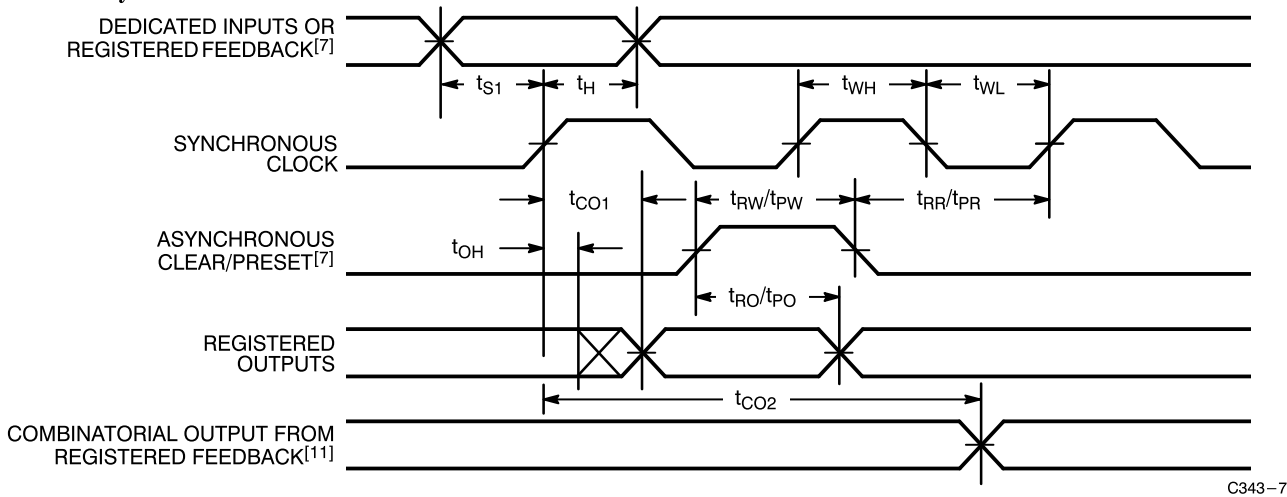 DEDICATED INPUTS OR
REGISTERED FEEDBACK[7]
tS1
tH
tWH
tWL
SYNCHRONOUS
CLOCK
tCO1
tRW/tPW
tRR/tPR
ASYNCHRONOUS
CLEAR/PRESET[7]
tOH
tRO/tPO
REGISTERED
OUTPUTS
tCO2
COMBINATORIAL OUTPUT FROM
REGISTERED FEEDBACK[11]
C343−7